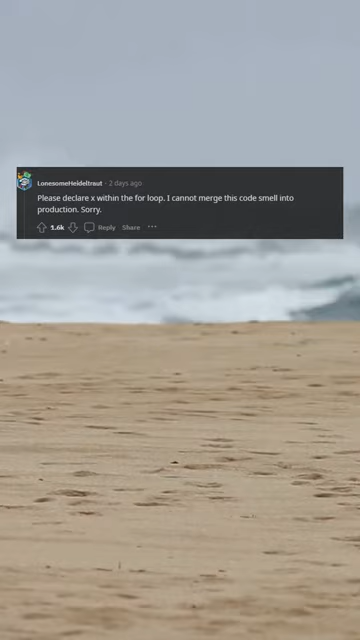 LonesomeHeideltraut · 2 days ago
Please declare x within the for loop. I cannot merge this code smell into
production. Sorry.
1.6k Reply Share ···